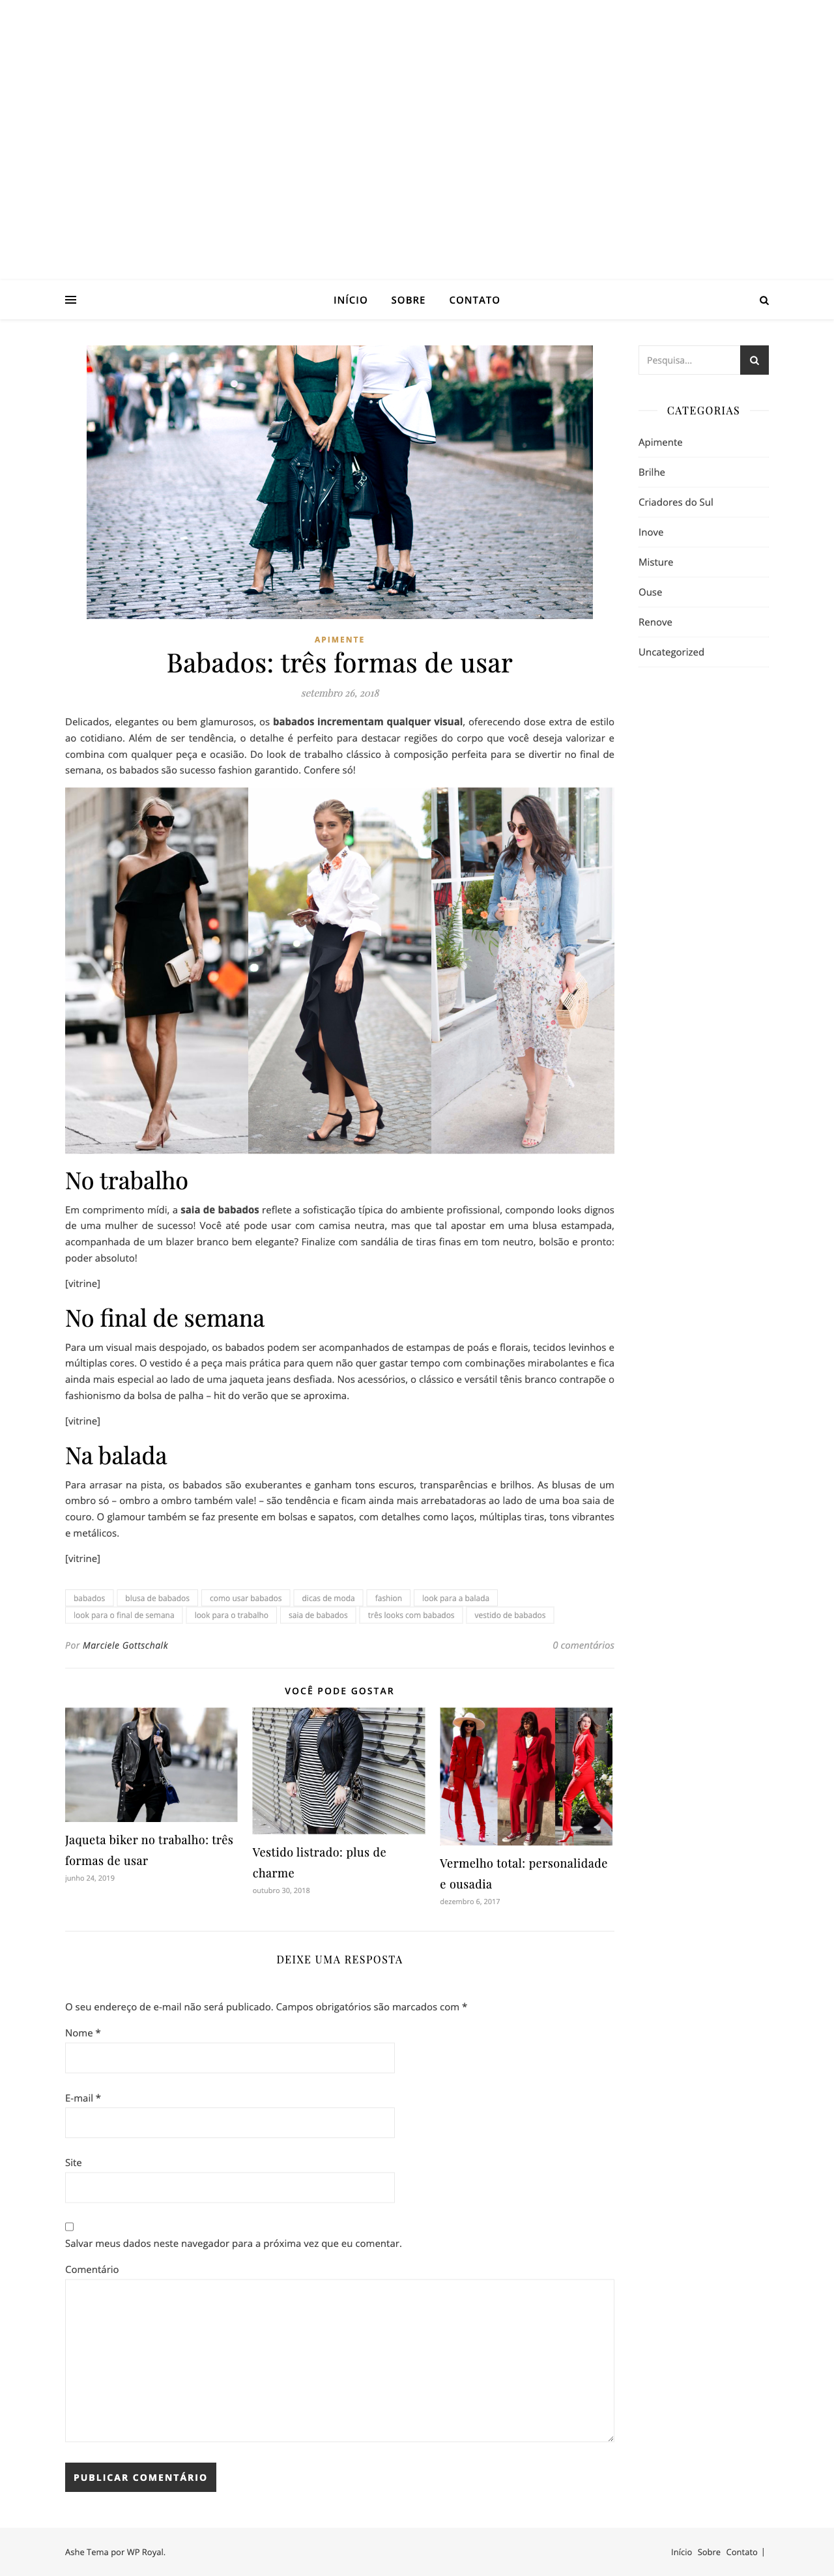 INÍCIO SOBRE CONTATO
APIMENTE
Babados: três formas de usar
setembro 26, 2018
Delicados, elegantes ou bem glamurosos, os babados incrementam qualquer visual, oferecendo dose extra de estilo
ao cotidiano. Além de ser tendência, o detalhe é perfeito para destacar regiões do corpo que você deseja valorizar e
combina com qualquer peça e ocasião. Do look de trabalho clássico à composição perfeita para se divertir no final de
semana, os babados são sucesso fashion garantido. Confere só!
No trabalho
Em comprimento mídi, a saia de babados reflete a sofisticação típica do ambiente profissional, compondo looks dignos
de uma mulher de sucesso! Você até pode usar com camisa neutra, mas que tal apostar em uma blusa estampada,
acompanhada de um blazer branco bem elegante? Finalize com sandália de tiras finas em tom neutro, bolsão e pronto:
poder absoluto!
[vitrine]
No final de semana
Para um visual mais despojado, os babados podem ser acompanhados de estampas de poás e florais, tecidos levinhos e
múltiplas cores. O vestido é a peça mais prática para quem não quer gastar tempo com combinações mirabolantes e fica
ainda mais especial ao lado de uma jaqueta jeans desfiada. Nos acessórios, o clássico e versátil tênis branco contrapõe o
fashionismo da bolsa de palha – hit do verão que se aproxima.
[vitrine]
Na balada
Para arrasar na pista, os babados são exuberantes e ganham tons escuros, transparências e brilhos. As blusas de um
ombro só – ombro a ombro também vale! – são tendência e ficam ainda mais arrebatadoras ao lado de uma boa saia de
couro. O glamour também se faz presente em bolsas e sapatos, com detalhes como laços, múltiplas tiras, tons vibrantes
e metálicos.
[vitrine]
babados blusa de babados como usar babados dicas de moda fashion look para a balada
look para o final de semana look para o trabalho saia de babados três looks com babados vestido de babados
Por Marciele Gottschalk 0 comentários
VOCÊ PODE GOSTAR
Jaqueta biker no trabalho: três
formas de usar
junho 24, 2019
Vestido listrado: plus de
charme
outubro 30, 2018
Vermelho total: personalidade
e ousadia
dezembro 6, 2017
DEIXE UMA RESPOSTA
O seu endereço de e-mail não será publicado. Campos obrigatórios são marcados com *
Nome *
E-mail *
Site
Salvar meus dados neste navegador para a próxima vez que eu comentar.
Comentário
PUBLICAR COMENTÁRIO
Pesquisa...
CATEGORIAS
Apimente
Brilhe
Criadores do Sul
Inove
Misture
Ouse
Renove
Uncategorized
Ashe Tema por WP Royal. Início Sobre Contato |